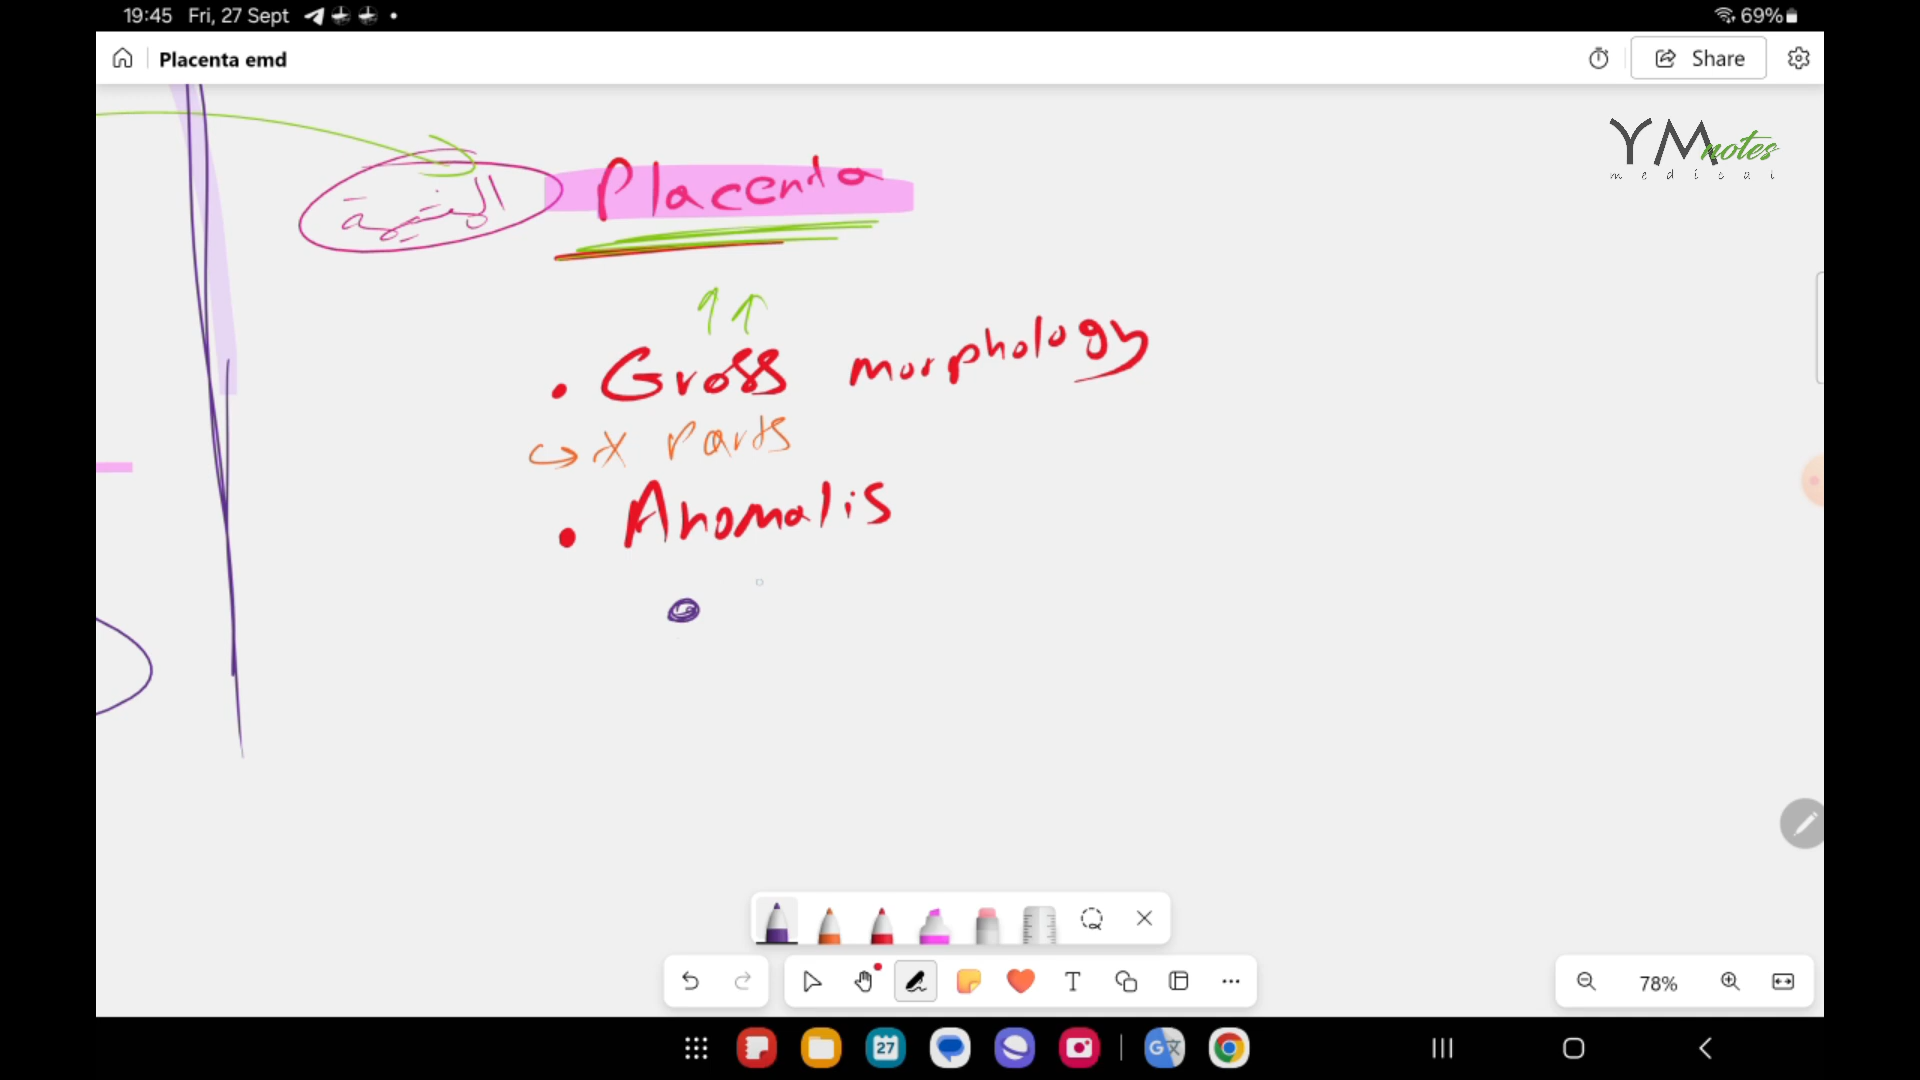 19:45 Fri, 27 Sept
69%
Placenta emd
Share
YM notes
medical
المشيمة Placenta
• Gross morphology
x Parts
• Anomalis
T
...
78%
27
G